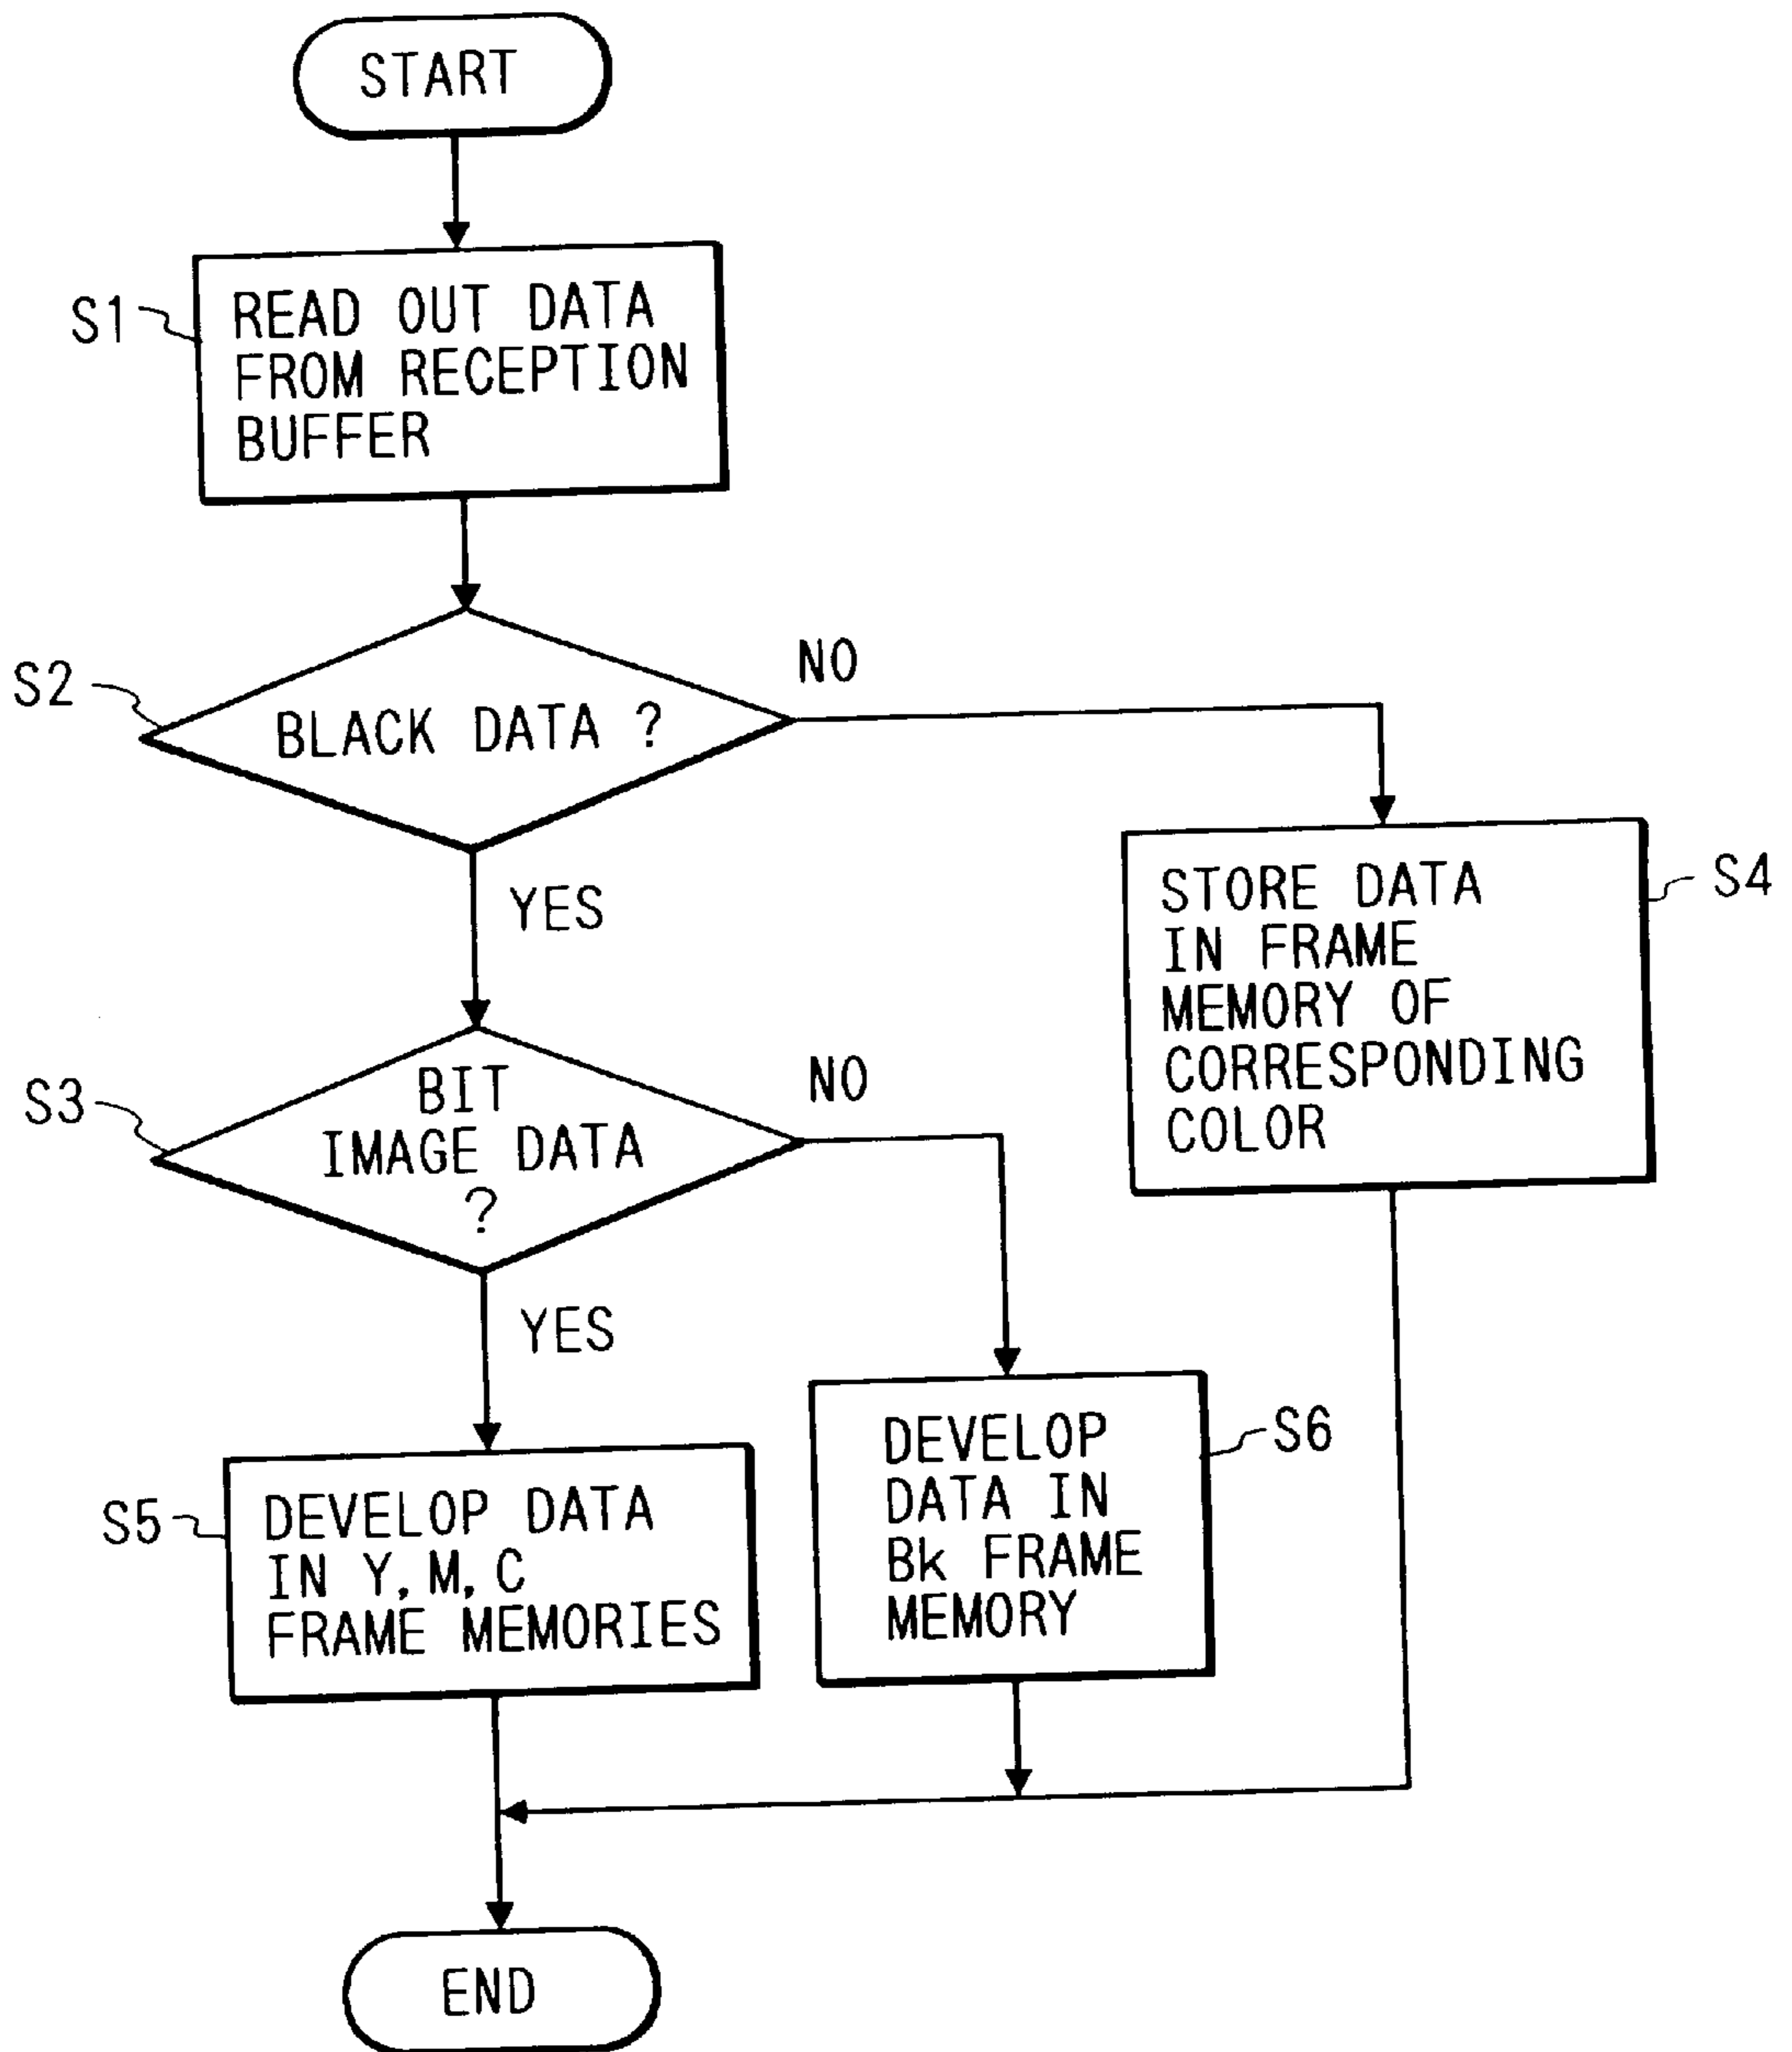 START
S1
READ OUT DATA
FROM RECEPTION
BUFFER
S2
BLACK DATA ?
NO
YES
S4
STORE DATA
IN FRAME
MEMORY OF
CORRESPONDING
COLOR
S3
BIT
IMAGE DATA
?
NO
YES
S5
DEVELOP DATA
IN Y, M, C
FRAME MEMORIES
S6
DEVELOP
DATA IN
Bk FRAME
MEMORY
END